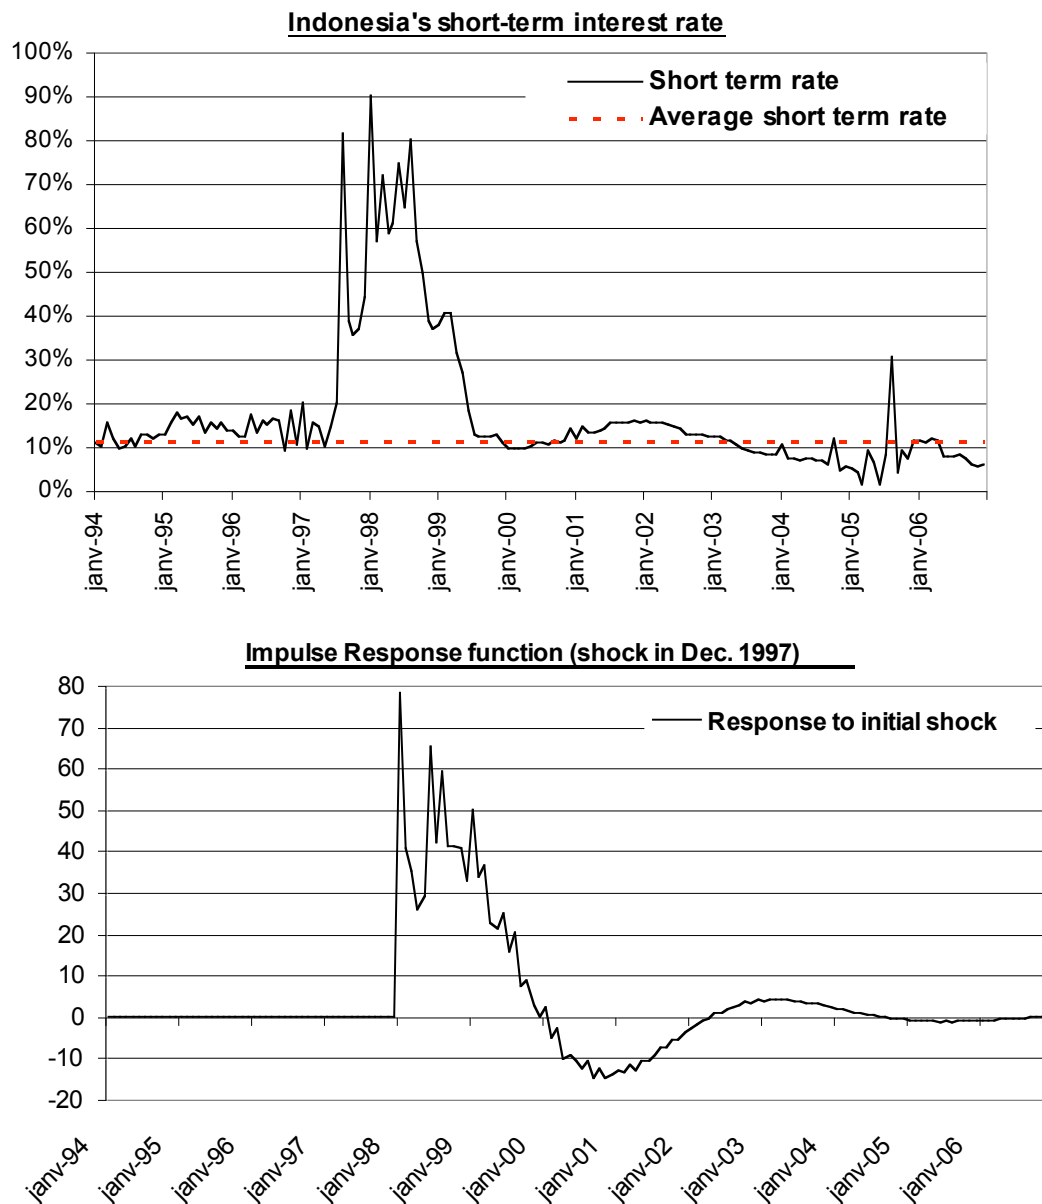 Indonesia's short-term interest rate
100%
90%
80%
70%
60%
50%
40%
30%
20%
10%
0%
Short term rate
Average short term rate
janv-94
janv-95
janv-96
janv-97
janv-98
janv-99
janv-00
janv-01
janv-02
janv-03
janv-04
janv-05
janv-06
Impulse Response function (shock in Dec. 1997)
80
70
60
50
40
30
20
10
0
-10
-20
Response to initial shock
janv-94
janv-95
janv-96
janv-97
janv-98
janv-99
janv-00
janv-01
janv-02
janv-03
janv-04
janv-05
janv-06